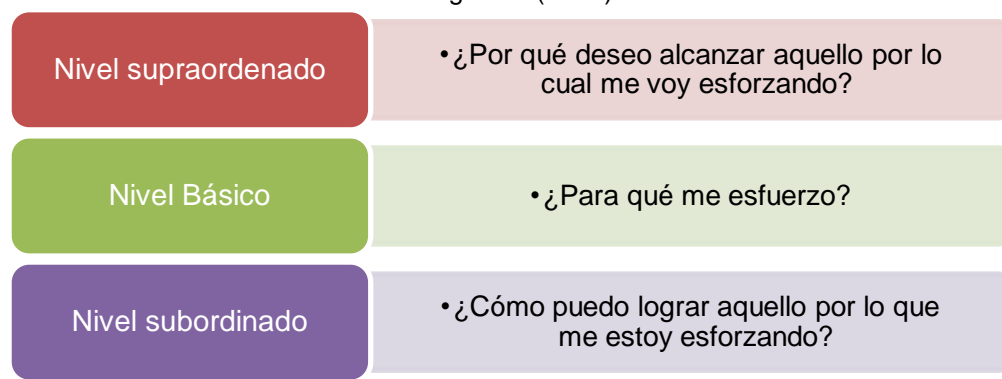 Nivel supraordenado
•¿Por qué deseo alcanzar aquello por lo
cual me voy esforzando?
Nivel Básico
•¿Para qué me esfuerzo?
Nivel subordinado
•¿Cómo puedo lograr aquello por lo que
me estoy esforzando?